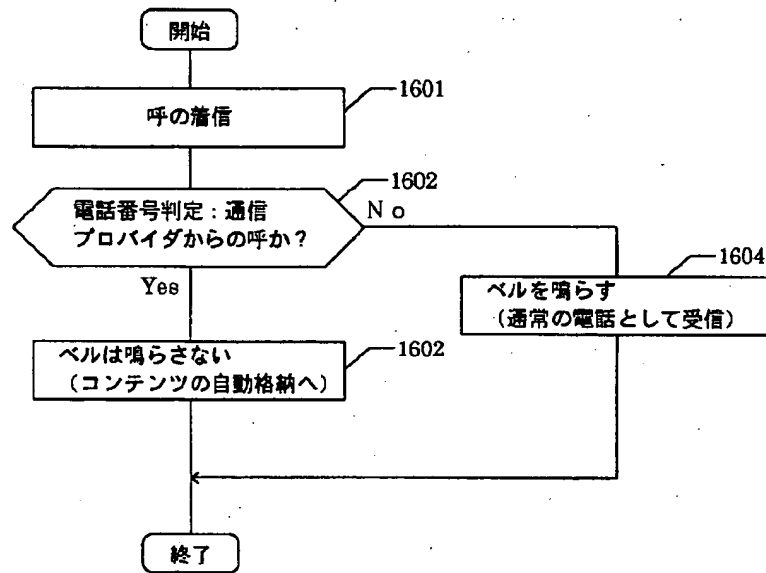 開始
呼の着信
1601
電話番号判定:通信
プロバイダからの呼か?
1602
No
Yes
ベルを鳴らす
(通常の電話として受信)
1604
ベルは鳴らさない
(コンテンツの自動格納へ)
1602
終了